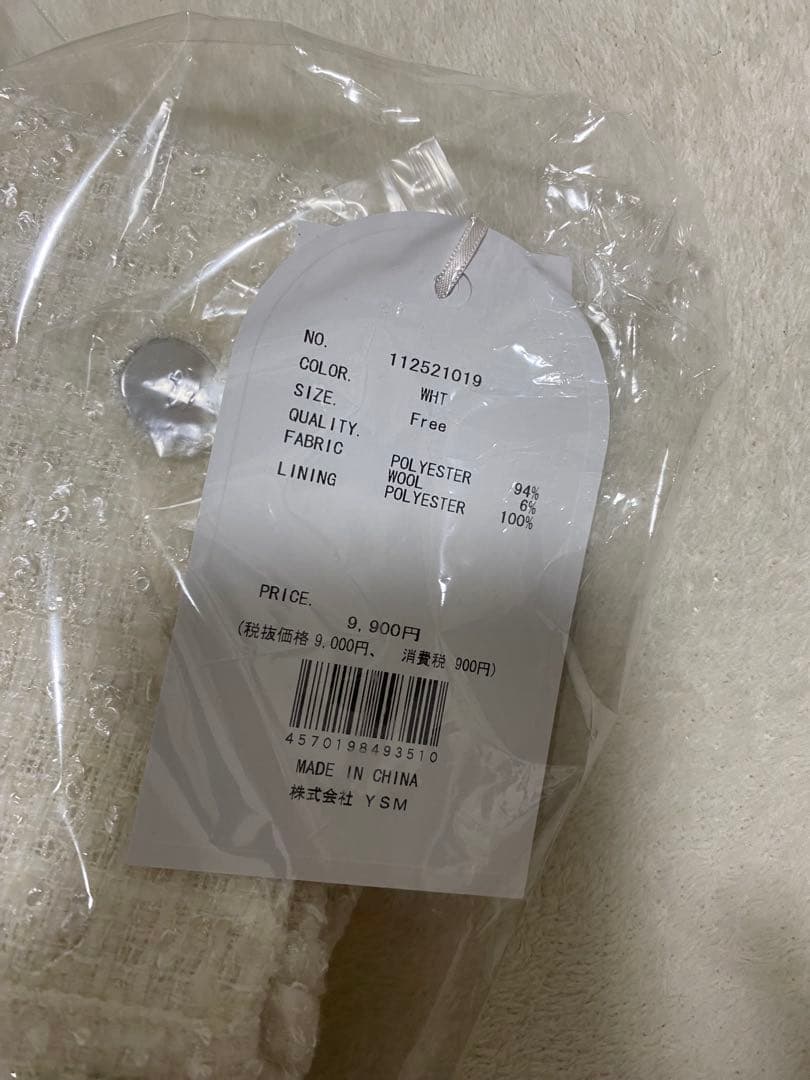 NO. 112521019
COLOR. WHT
SIZE. Free
QUALITY.
FABRIC POLYESTER 94%
WOOL 6%
LINING POLYESTER 100%
PRICE. 9,900円
(税抜価格 9,000円、 消費税 900円)
4570198493510
MADE IN CHINA
株式会社 YSM